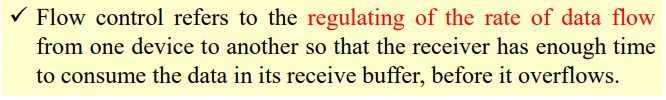 ✓ Flow control refers to the regulating of the rate of data flow
from one device to another so that the receiver has enough time
to consume the data in its receive buffer, before it overflows.